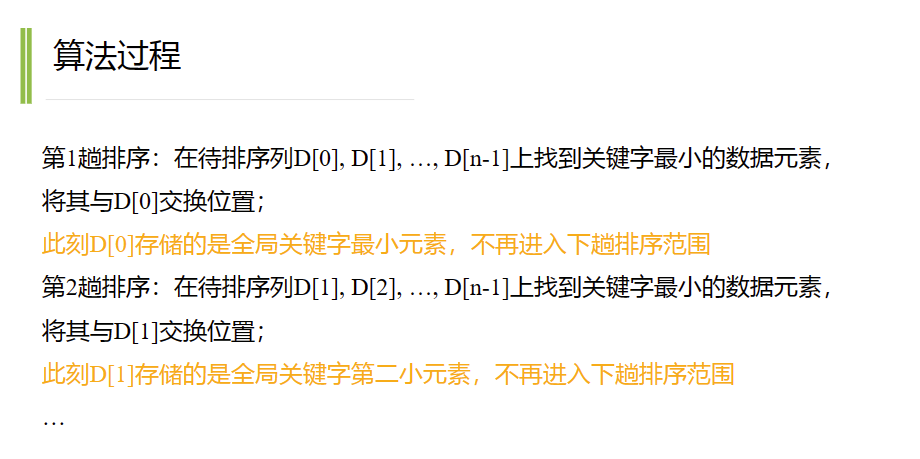 算法过程
第1趟排序：在待排序列D[0], D[1], …, D[n-1]上找到关键字最小的数据元素，
将其与D[0]交换位置；
此刻D[0]存储的是全局关键字最小元素，不再进入下趟排序范围
第2趟排序：在待排序列D[1], D[2], …, D[n-1]上找到关键字最小的数据元素，
将其与D[1]交换位置；
此刻D[1]存储的是全局关键字第二小元素，不再进入下趟排序范围
…